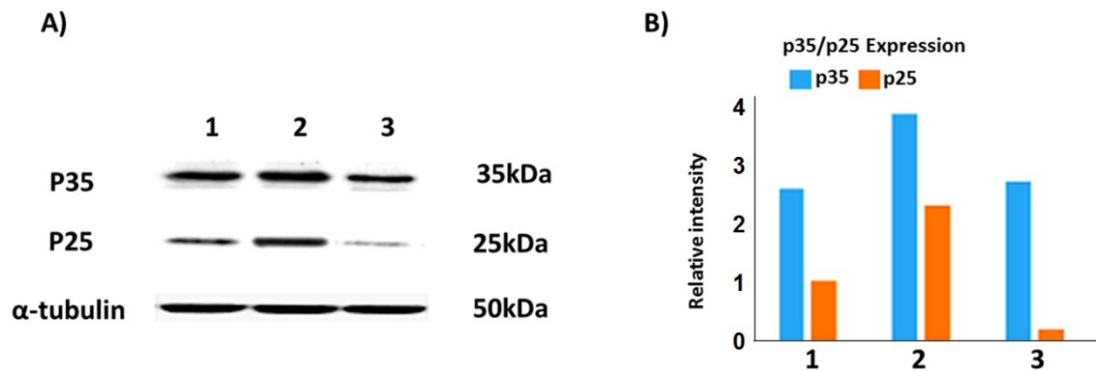 A)
1 2 3
P35 35kDa
P25 25kDa
α-tubulin 50kDa
B)
p35/p25 Expression
p35 p25
Relative intensity
4
3
2
1
0
1 2 3